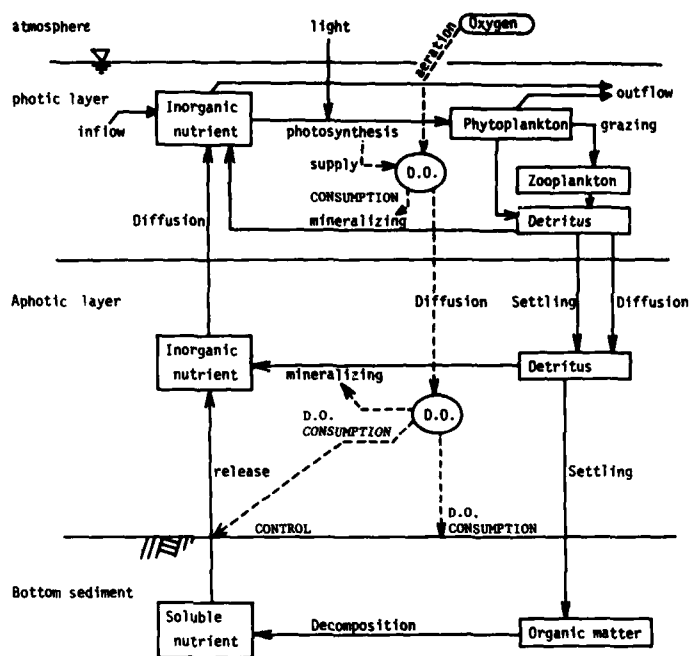 atmosphere
light
Oxygen
aeration
photic layer
Inorganic
nutrient
inflow
photosynthesis
Phytoplankton
outflow
grazing
supply
D.O.
Zooplankton
CONSUMPTION
mineralizing
Detritus
Diffusion
Aphotic layer
Diffusion
Settling
Diffusion
Inorganic
nutrient
mineralizing
Detritus
D.O.
D.O.
CONSUMPTION
release
Settling
D.O.
CONTROL
CONSUMPTION
Bottom sediment
Soluble
nutrient
Decomposition
Organic matter